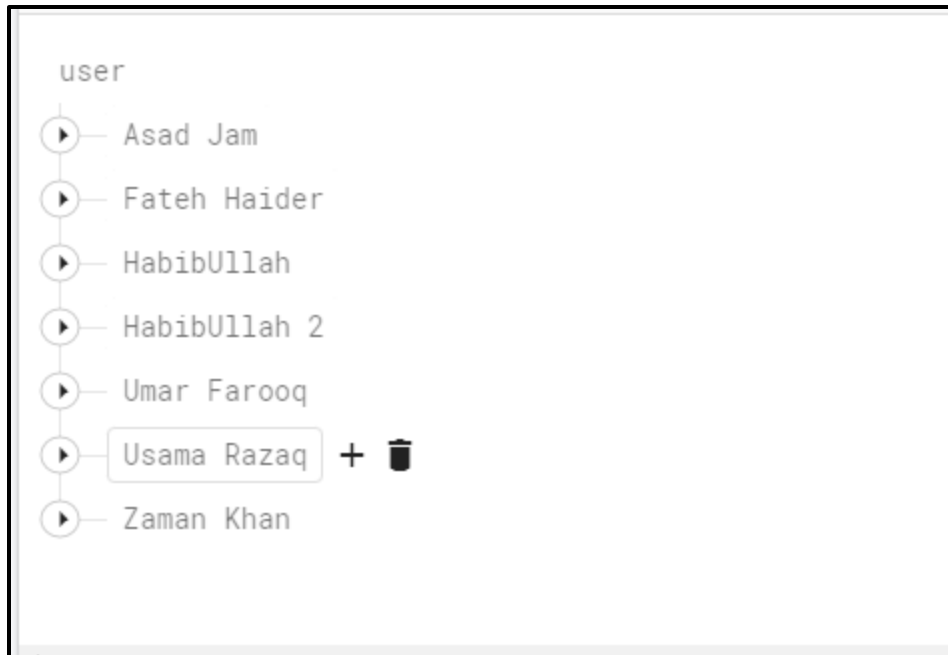 user
Asad Jam
Fateh Haider
HabibUllah
HabibUllah 2
Umar Farooq
Usama Razaq
Zaman Khan